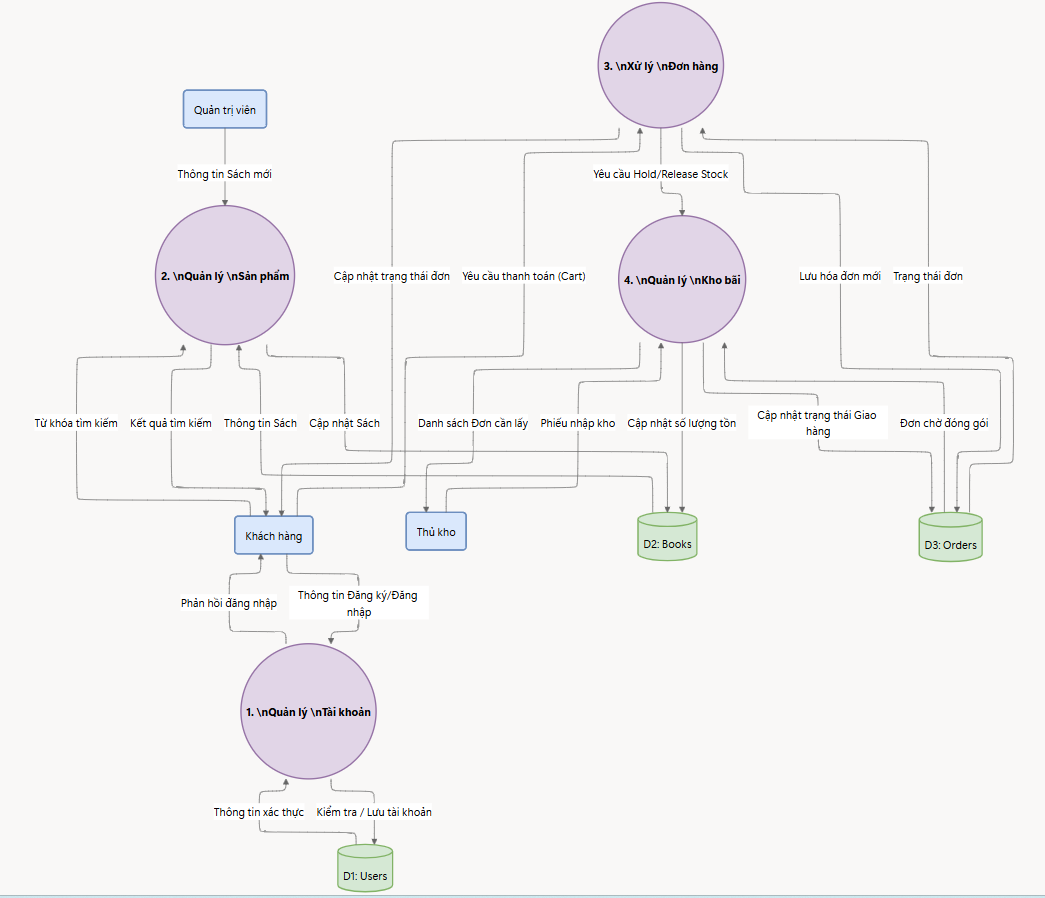 3. \nXử lý \nĐơn hàng
Quản trị viên
Thông tin Sách mới
Yêu cầu Hold/Release Stock
2. \nQuản lý \nSản phẩm
Cập nhật trạng thái đơn
Yêu cầu thanh toán (Cart)
4. \nQuản lý \nKho bãi
Lưu hóa đơn mới
Trạng thái đơn
Từ khóa tìm kiếm
Kết quả tìm kiếm
Thông tin Sách
Cập nhật Sách
Danh sách Đơn cần lấy
Phiếu nhập kho
Cập nhật số lượng tồn
Cập nhật trạng thái Giao
hàng
Đơn chờ đóng gói
Khách hàng
Thủ kho
D2: Books
D3: Orders
Phản hồi đăng nhập
Thông tin Đăng ký/Đăng
nhập
1. \nQuản lý \nTài khoản
Thông tin xác thực
Kiểm tra / Lưu tài khoản
D1: Users